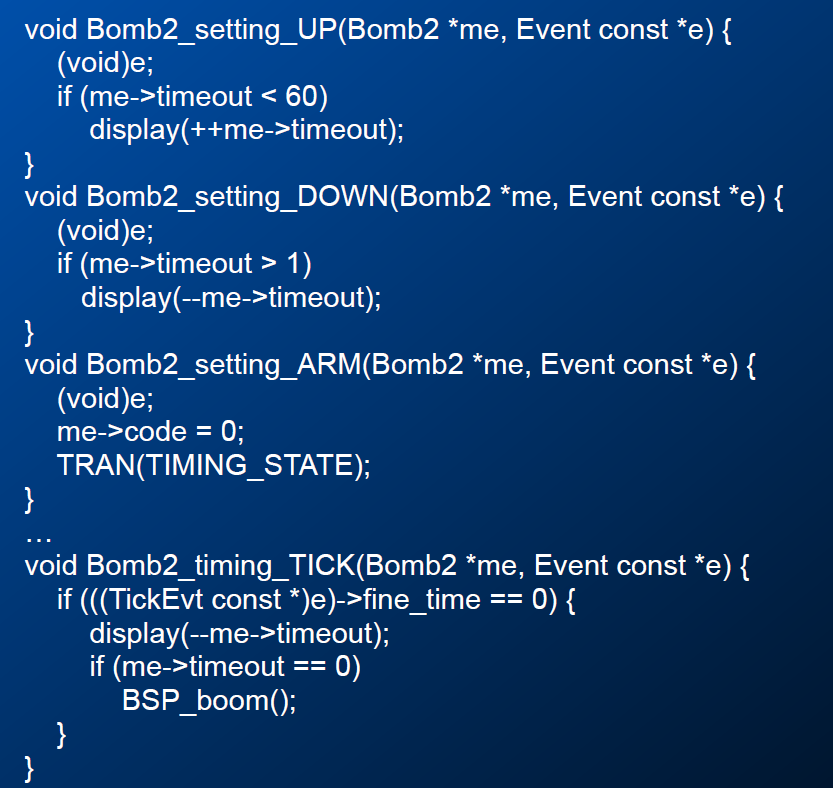 void Bomb2_setting_UP(Bomb2 *me, Event const *e) {
(void)e;
if (me->timeout < 60)
display(++me->timeout);
}
void Bomb2_setting_DOWN(Bomb2 *me, Event const *e) {
(void)e;
if (me->timeout > 1)
display(--me->timeout);
}
void Bomb2_setting_ARM(Bomb2 *me, Event const *e) {
(void)e;
me->code = 0;
TRAN(TIMING_STATE);
}
…
void Bomb2_timing_TICK(Bomb2 *me, Event const *e) {
if (((TickEvt const *)e)->fine_time == 0) {
display(--me->timeout);
if (me->timeout == 0)
BSP_boom();
}
}